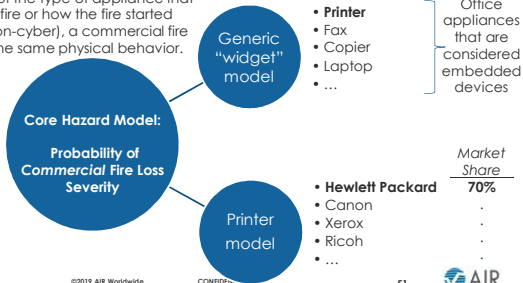 of the type of appliance that
fire or how the fire started
on-cyber), a commercial fire
he same physical behavior.
Core Hazard Model:
Probability of
Commercial Fire Loss
Severity
Generic
"widget"
model
• Printer
• Fax
• Copier
• Laptop
• ...
Office
appliances
that are
considered
embedded
devices
Printer
model
Market
Share
• Hewlett Packard 70%
• Canon .
• Xerox .
• Ricoh .
• ... .
©2019 AIR Worldwide
51
AIR